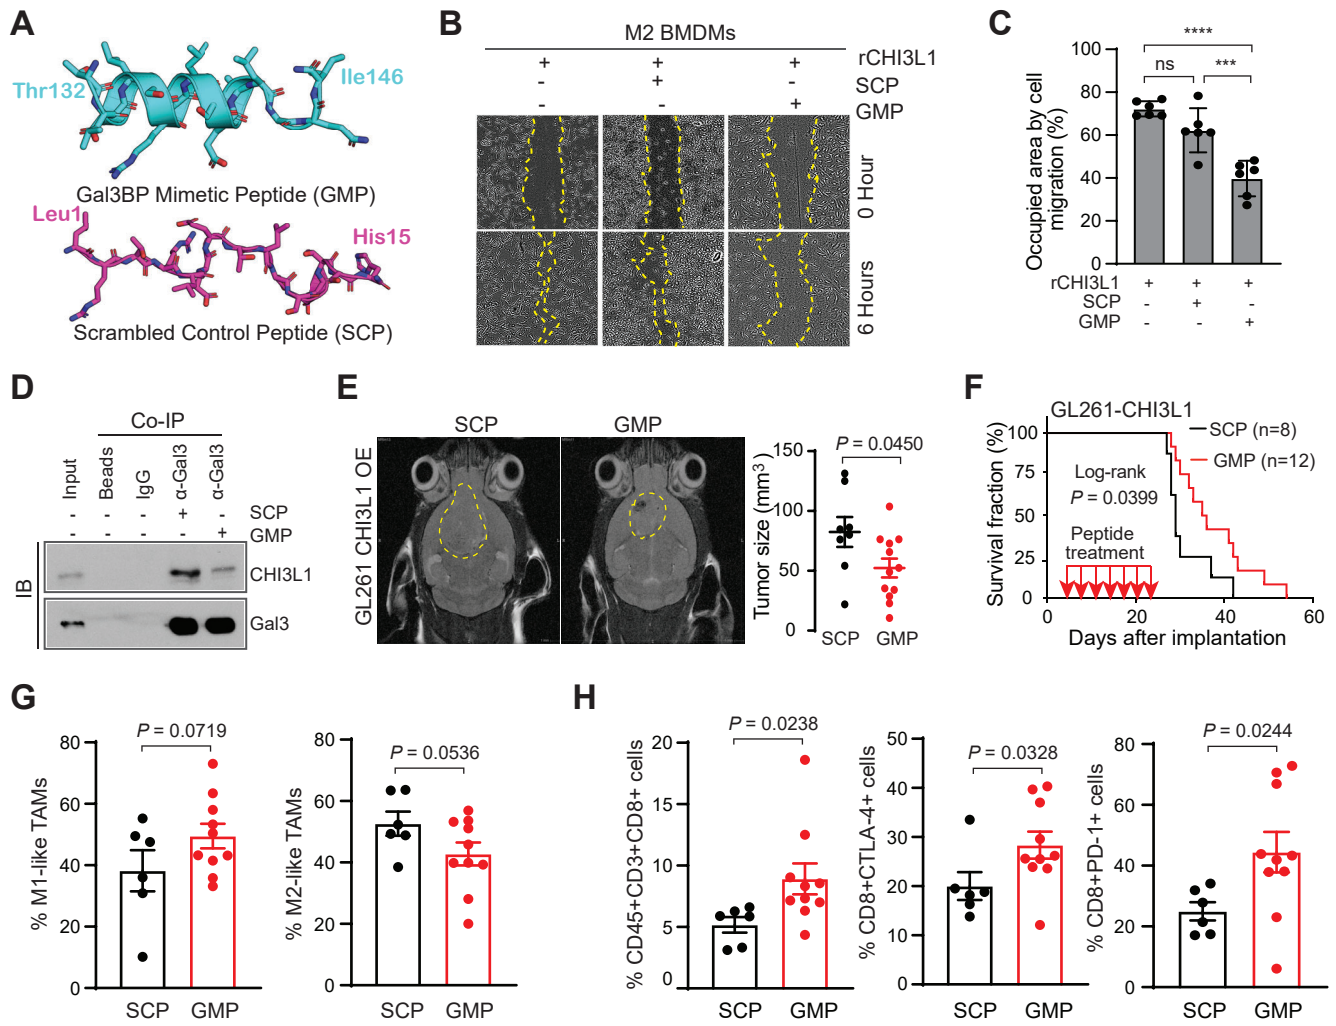 A
Thr132
Ile146
Gal3BP Mimetic Peptide (GMP)
Leu1
His15
Scrambled Control Peptide (SCP)
B
M2 BMDMs
+ + + rCHI3L1
- + - SCP
- - + GMP
0 Hour
6 Hours
C
Occupied area by cell
migration (%)
100
80
60
40
20
0
****
ns
***
rCHI3L1 + + +
SCP - + -
GMP - - +
D
Co-IP
Input
Beads
IgG
α-Gal3
α-Gal3
- - - + - SCP
- - - - + GMP
IB
CHI3L1
Gal3
E
SCP
GMP
GL261 CHI3L1 OE
Tumor size (mm³)
150
100
50
0
P = 0.0450
SCP
GMP
F
GL261-CHI3L1
SCP (n=8)
GMP (n=12)
Survival fraction (%)
100
75
50
25
0
Log-rank
P = 0.0399
Peptide
treatment
0 20 40 60
Days after implantation
G
% M1-like TAMs
80
60
40
20
0
P = 0.0719
SCP GMP
% M2-like TAMs
80
60
40
20
0
P = 0.0536
SCP GMP
H
% CD45+CD3+CD8+ cells
20
15
10
5
0
P = 0.0238
SCP GMP
% CD8+CTLA-4+ cells
50
40
30
20
10
0
P = 0.0328
SCP GMP
% CD8+PD-1+ cells
80
60
40
20
0
P = 0.0244
SCP GMP